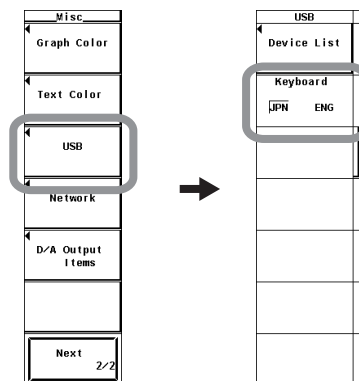 Misc
Graph Color
Text Color
USB
Network
D/A Output
Items
Next
2/2
USB
Device List
Keyboard
JPN ENG